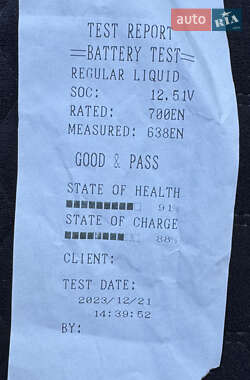 auto RIA .com
TEST REPORT
=BATTERY TEST=
REGULAR LIQUID
SOC: 12.51V
RATED: 700EN
MEASURED: 638EN
GOOD & PASS
STATE OF HEALTH
91%
STATE OF CHARGE
88%
CLIENT:
TEST DATE:
2023/12/21
14:39:52
BY: